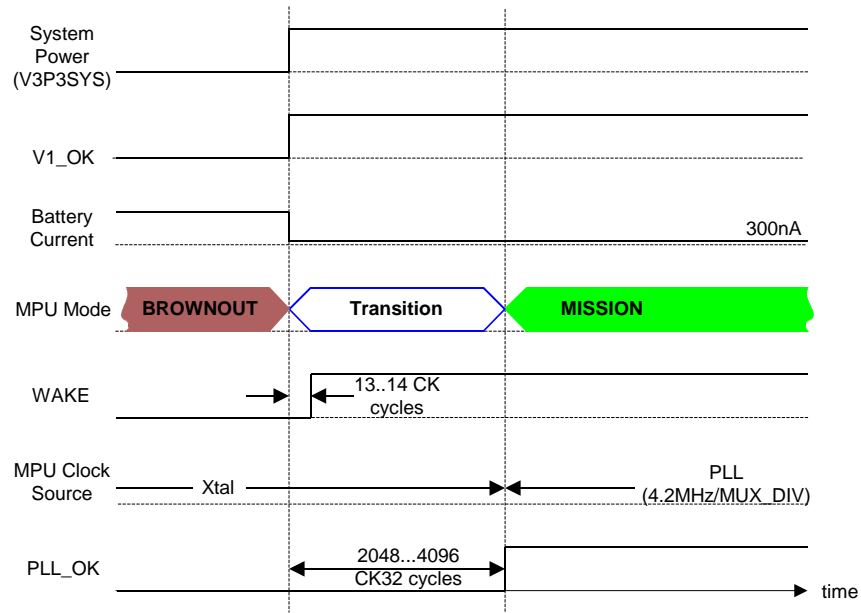 System
Power
(V3P3SYS)
V1_OK
Battery
Current
300nA
MPU Mode
BROWNOUT
Transition
MISSION
WAKE
13..14 CK
cycles
MPU Clock
Source
Xtal
PLL
(4.2MHz/MUX_DIV)
PLL_OK
2048...4096
CK32 cycles
time